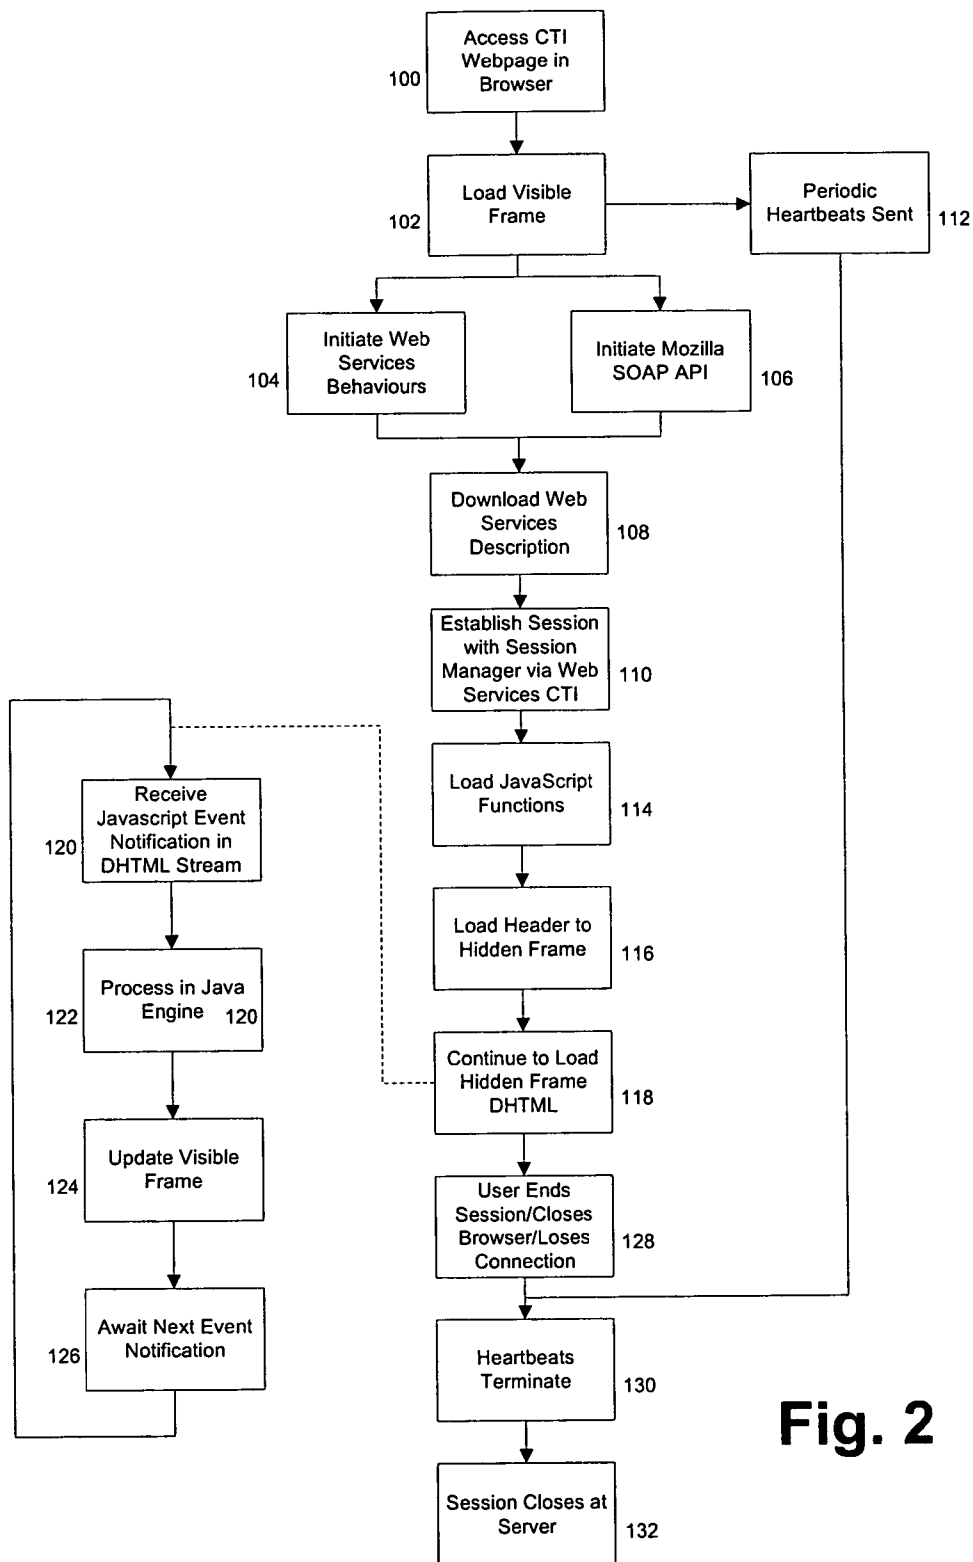 Access CTI
Webpage in
Browser
100
Load Visible
Frame
102
Periodic
Heartbeats Sent
112
Initiate Web
Services
Behaviours
104
Initiate Mozilla
SOAP API
106
Download Web
Services
Description
108
Establish Session
with Session
Manager via Web
Services CTI
110
Load JavaScript
Functions
114
Load Header to
Hidden Frame
116
Continue to Load
Hidden Frame
DHTML
118
Receive
Javascript Event
Notification in
DHTML Stream
120
Process in Java
Engine 120
122
Update Visible
Frame
124
Await Next Event
Notification
126
User Ends
Session/Closes
Browser/Loses
Connection
128
Heartbeats
Terminate
130
Session Closes at
Server
132
Fig. 2